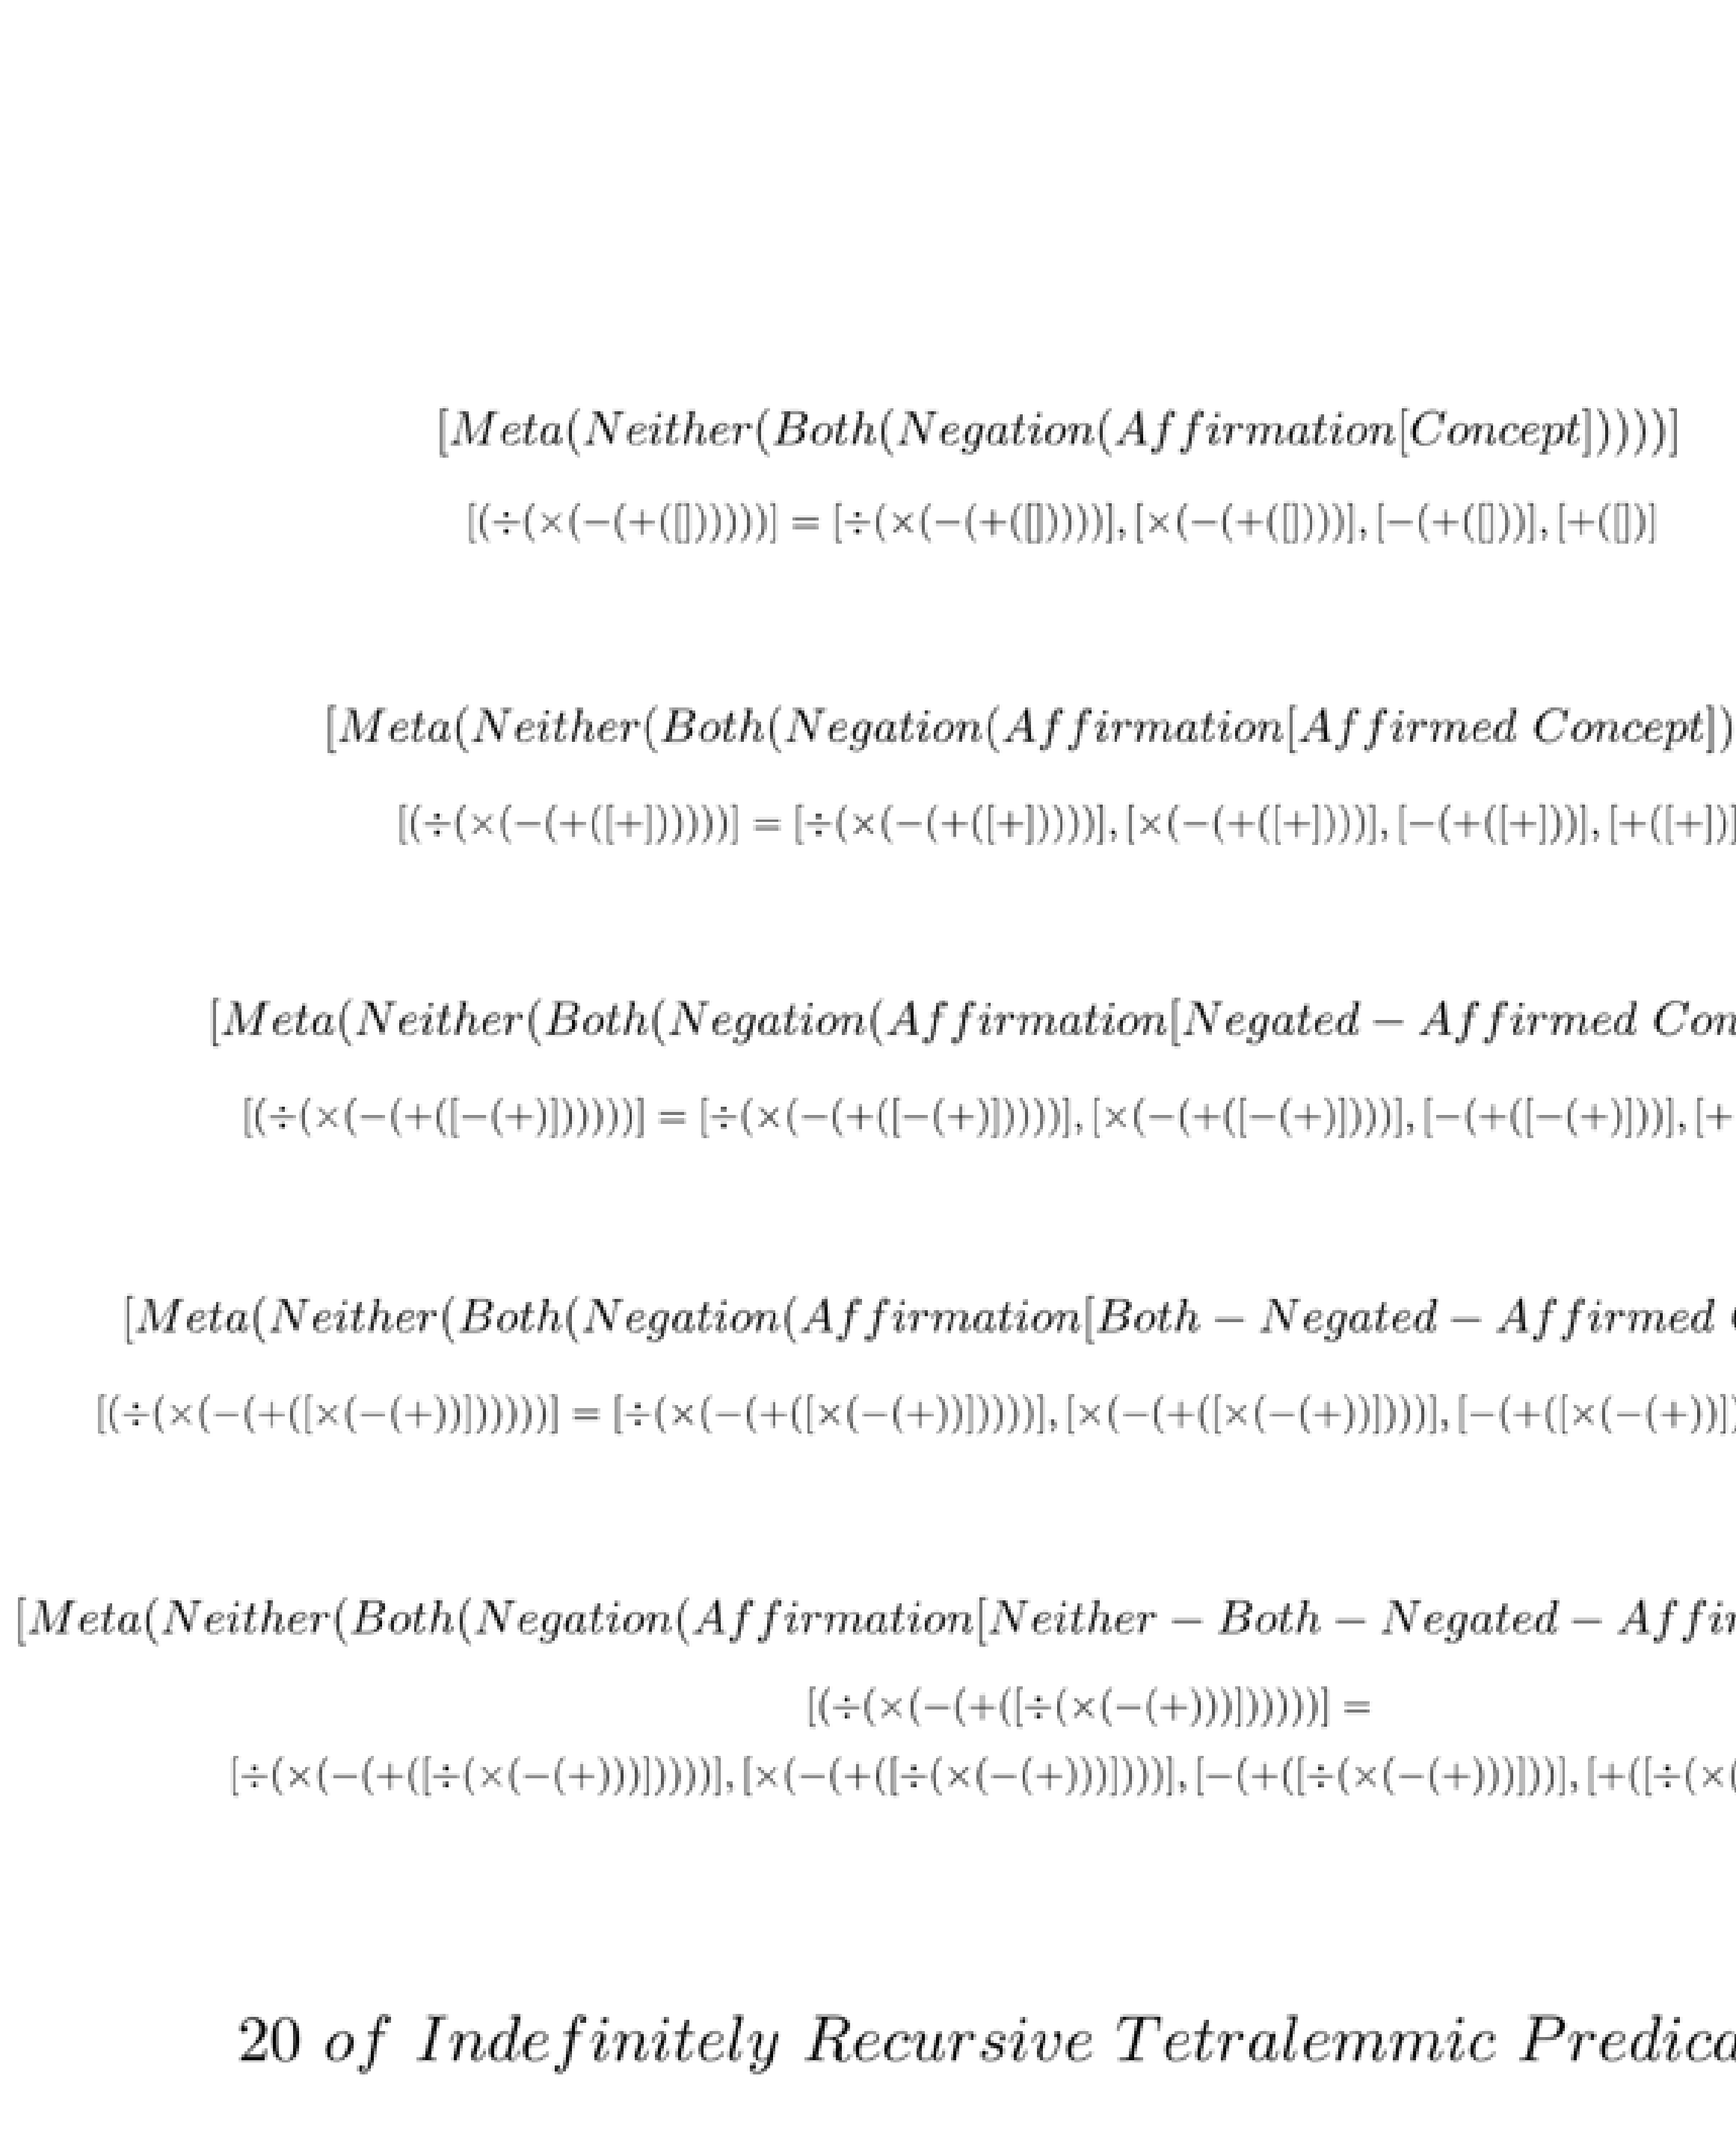 [Meta(Neither(Both(Negation(Affirmation[Concept]))))]
[(÷(×(−(+([])))))] = [÷(×(−(+([]))))], [×(−(+([])))], [−(+([]))], [+([])]
[Meta(Neither(Both(Negation(Affirmation[Affirmed Concept])
[(÷(×(−(+([+])))))] = [÷(×(−(+([+]))))], [×(−(+([+])))], [−(+([+]))], [+([+])]
[Meta(Neither(Both(Negation(Affirmation[Negated − Affirmed Con
[(÷(×(−(+([−(+)])))))] = [÷(×(−(+([−(+)]))))], [×(−(+([−(+)])))], [−(+([−(+)]))], [+
[Meta(Neither(Both(Negation(Affirmation[Both − Negated − Affirmed
[(÷(×(−(+([×(−(+))])))))] = [÷(×(−(+([×(−(+))]))))], [×(−(+([×(−(+))])))], [−(+([×(−(+))])
[Meta(Neither(Both(Negation(Affirmation[Neither − Both − Negated − Affir
[(÷(×(−(+([÷(×(−(+)))])))))] =
[÷(×(−(+([÷(×(−(+)))]))))], [×(−(+([÷(×(−(+)))])))], [−(+([÷(×(−(+)))]))], [+([÷(×(
20 of Indefinitely Recursive Tetralemmic Predica